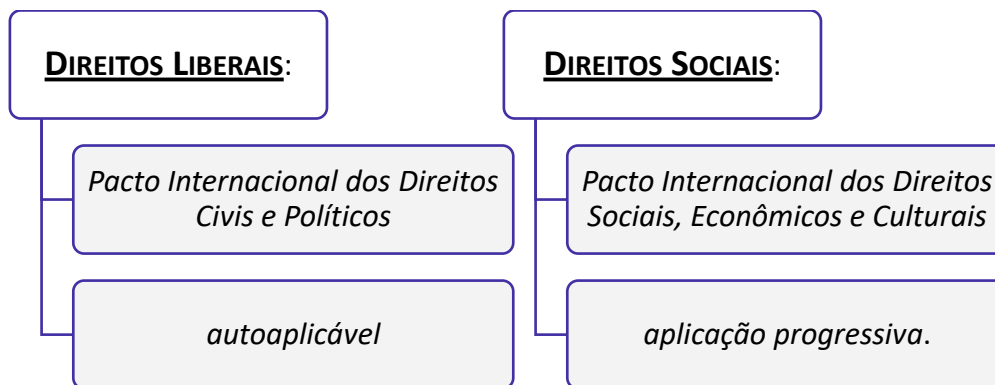 DIREITOS LIBERAIS:
Pacto Internacional dos Direitos
Civis e Políticos
autoaplicável
DIREITOS SOCIAIS:
Pacto Internacional dos Direitos
Sociais, Econômicos e Culturais
aplicação progressiva.